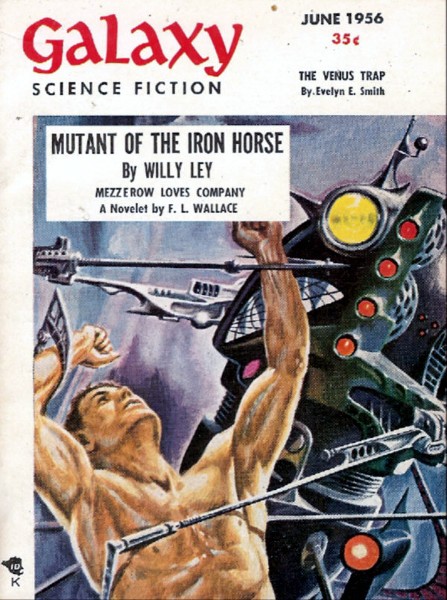 Galaxy
SCIENCE FICTION
JUNE 1956
35¢
THE VENUS TRAP
By Evelyn E. Smith
MUTANT OF THE IRON HORSE
By WILLY LEY
MEZZEROW LOVES COMPANY
A Novelet by F. L. WALLACE
K